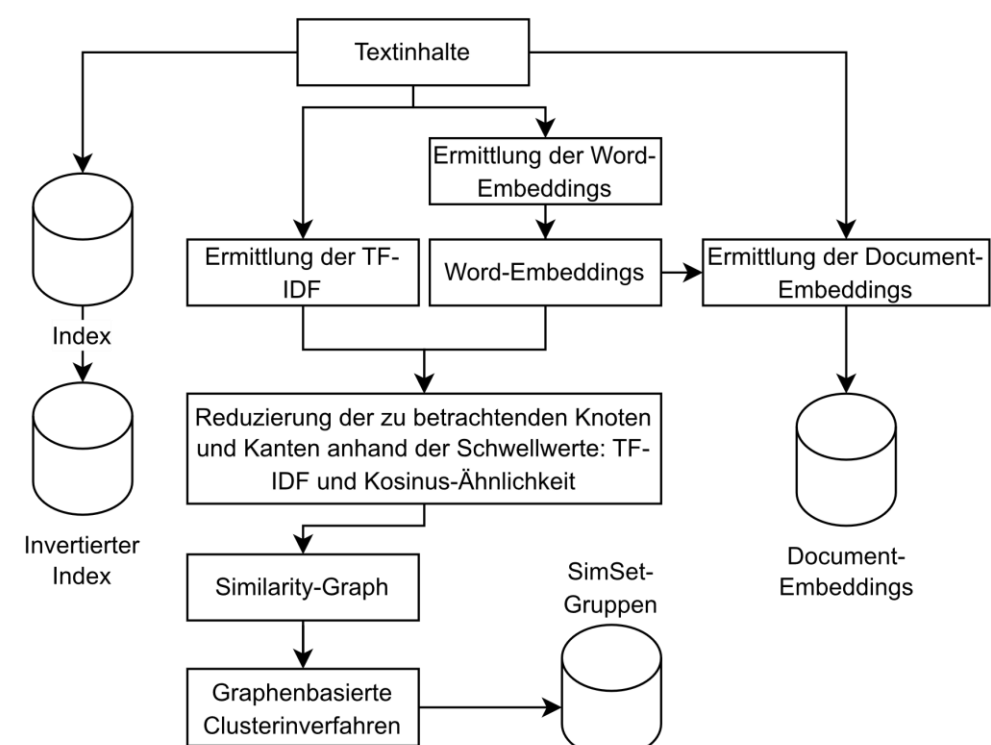 Textinhalte
Ermittlung der Word-
Embeddings
Ermittlung der TF-
IDF
Word-Embeddings
Ermittlung der Document-
Embeddings
Index
Reduzierung der zu betrachtenden Knoten
und Kanten anhand der Schwellwerte: TF-
IDF und Kosinus-Ähnlichkeit
Invertierter
Index
Document-
Embeddings
Similarity-Graph
SimSet-
Gruppen
Graphenbasierte
Clusterinverfahren